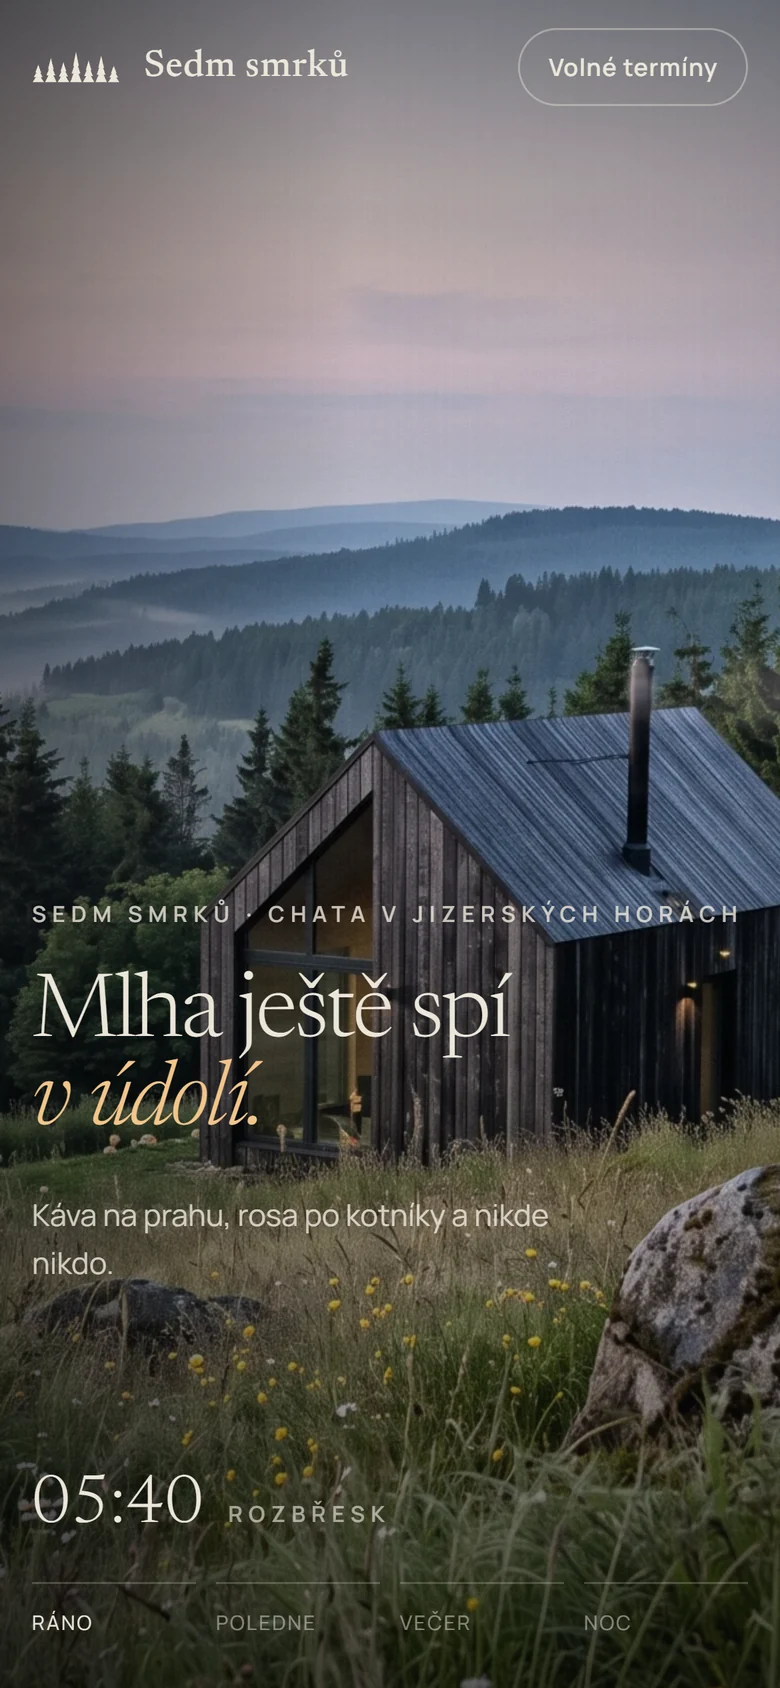 Sedm smrků
Volné termíny
SEDM SMRKŮ · CHATA V JIZERSKÝCH HORÁCH
Mlha ještě spí
v údolí.
Káva na prahu, rosa po kotníky a nikde
nikdo.
05:40 ROZBŘESK
RÁNO POLEDNE VEČER NOC